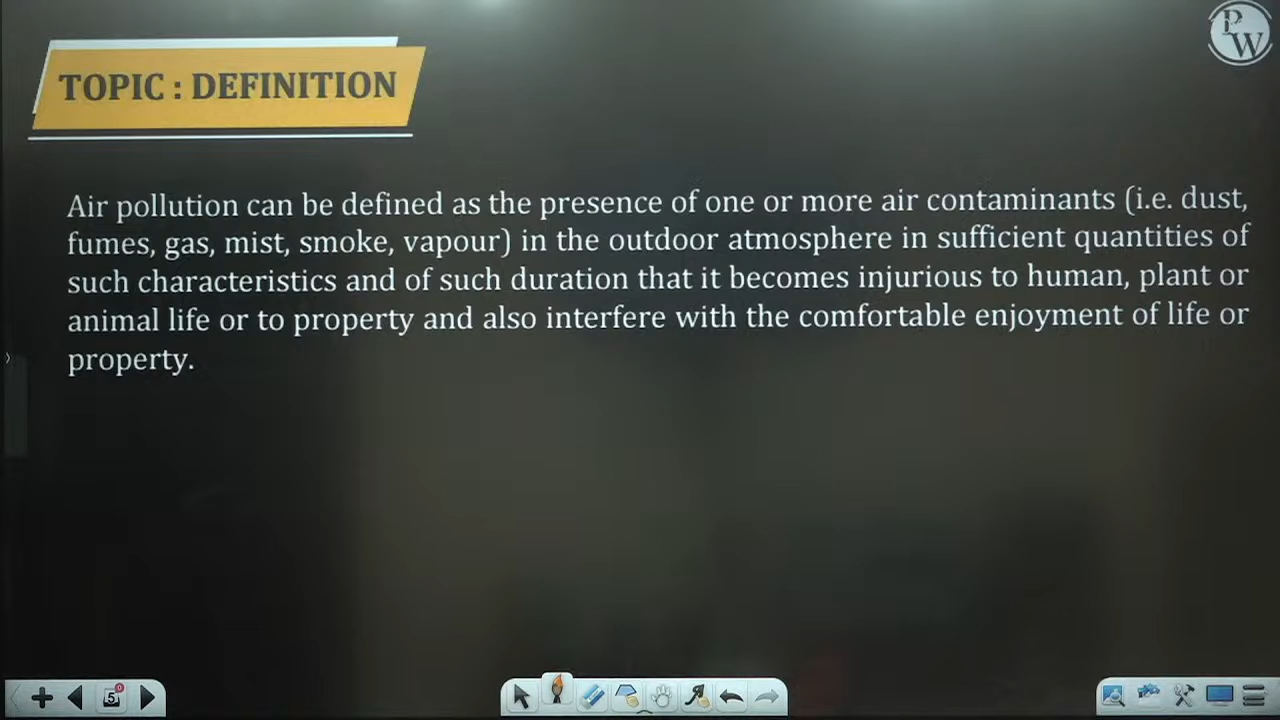 PW
TOPIC : DEFINITION
Air pollution can be defined as the presence of one or more air contaminants (i.e. dust,
fumes, gas, mist, smoke, vapour) in the outdoor atmosphere in sufficient quantities of
such characteristics and of such duration that it becomes injurious to human, plant or
animal life or to property and also interfere with the comfortable enjoyment of life or
property.
5
0